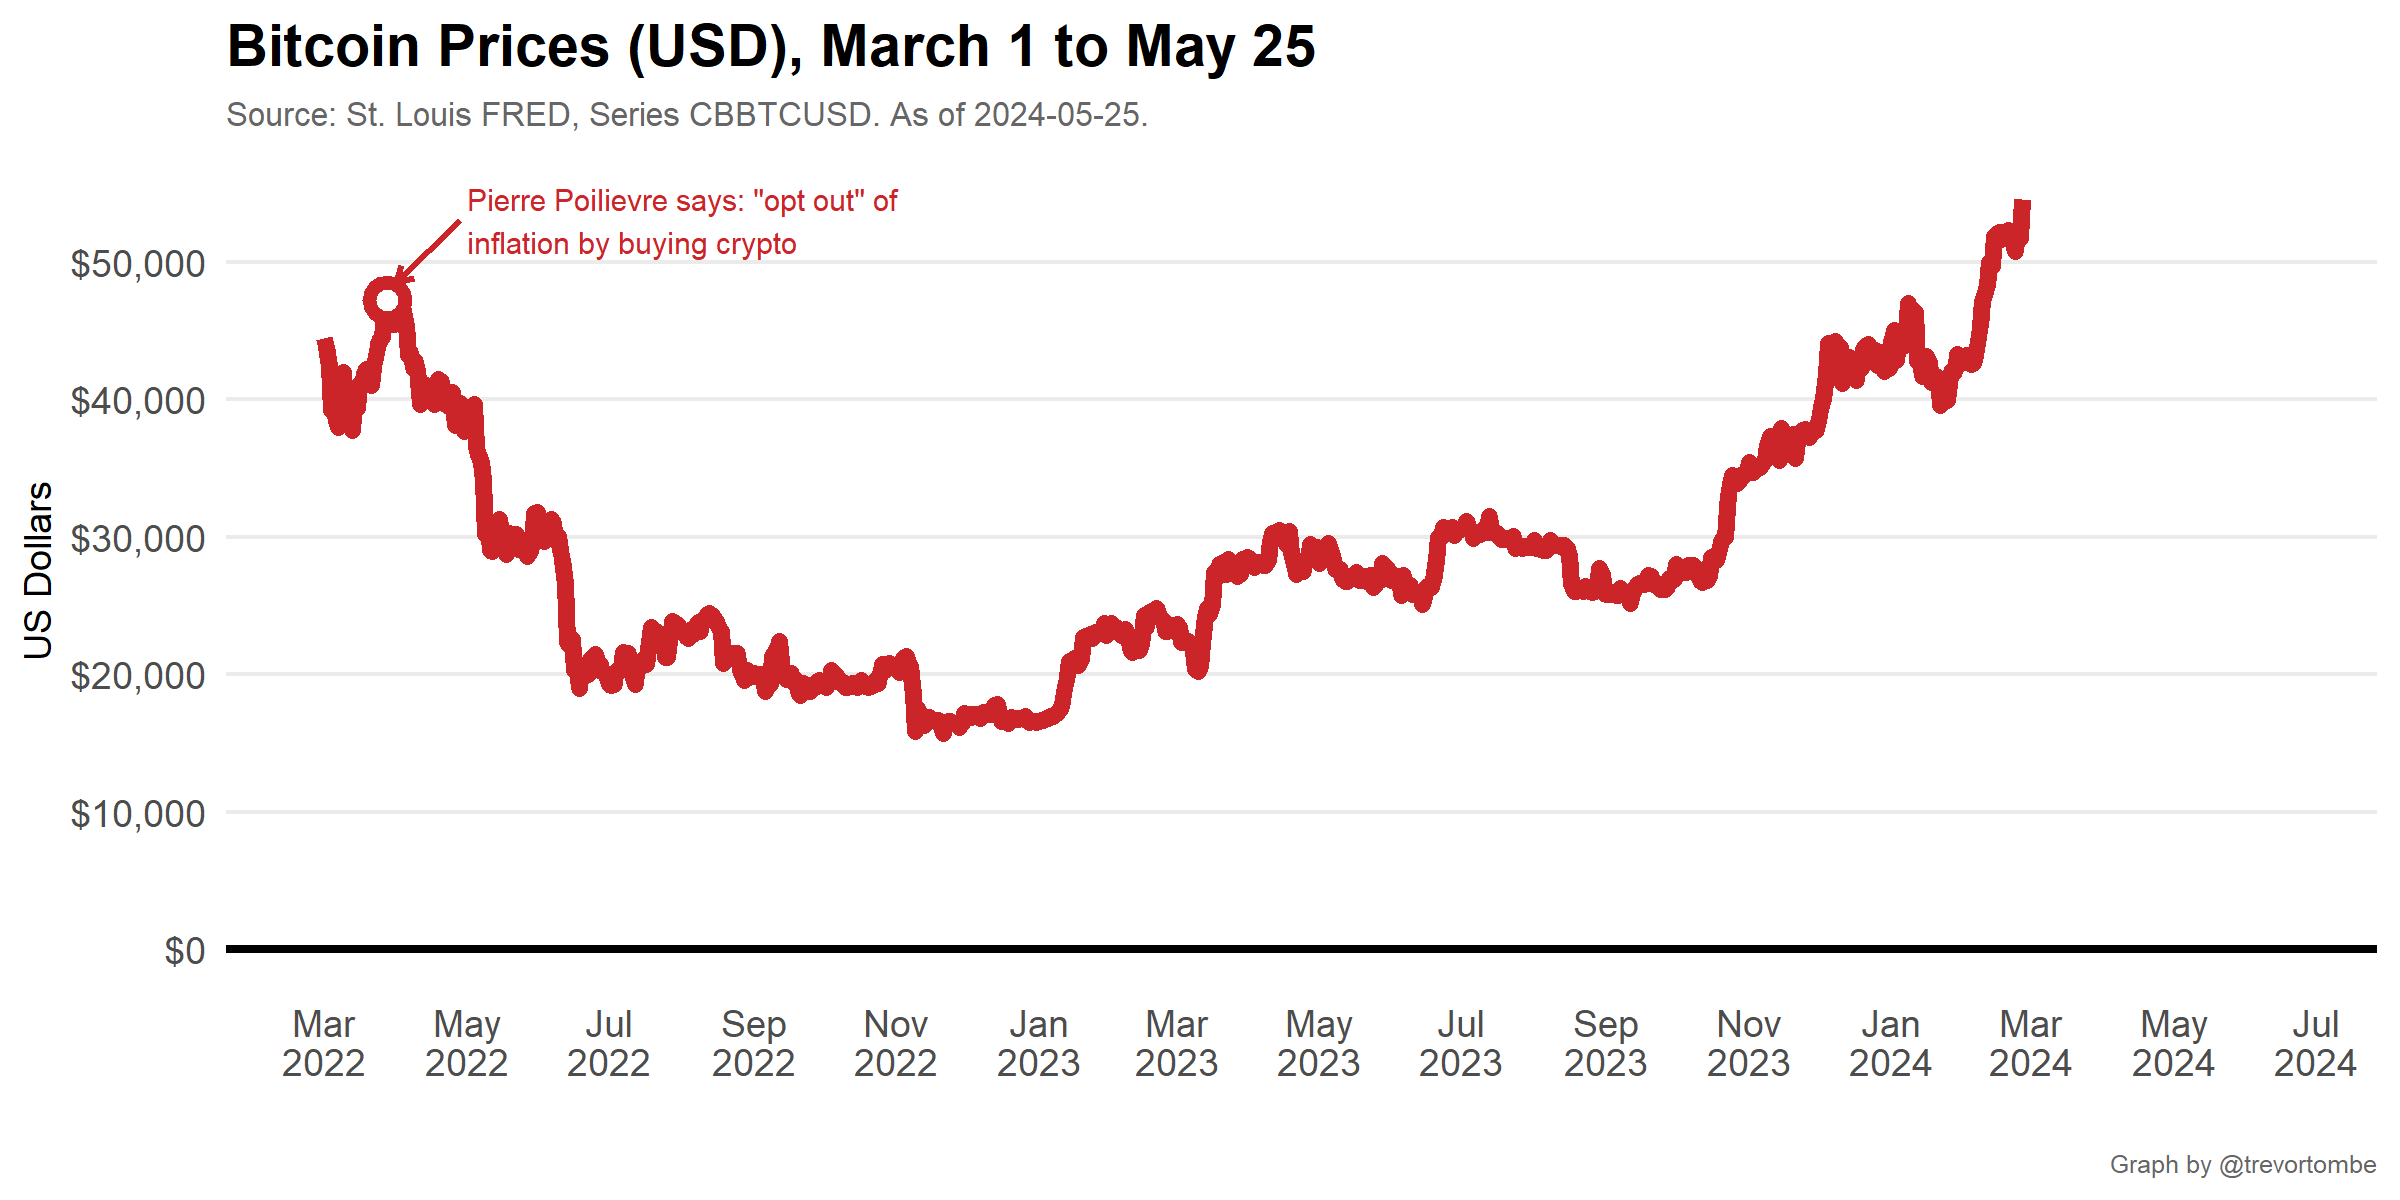 Bitcoin Prices (USD), March 1 to May 25
Source: St. Louis FRED, Series CBBTCUSD. As of 2024-05-25.
Pierre Poilievre says: "opt out" of
inflation by buying crypto
US Dollars
$50,000
$40,000
$30,000
$20,000
$10,000
$0
Mar May Jul Sep Nov Jan Mar May Jul Sep Nov Jan Mar May Jul
2022 2022 2022 2022 2022 2023 2023 2023 2023 2023 2023 2024 2024 2024 2024
Graph by @trevortombe